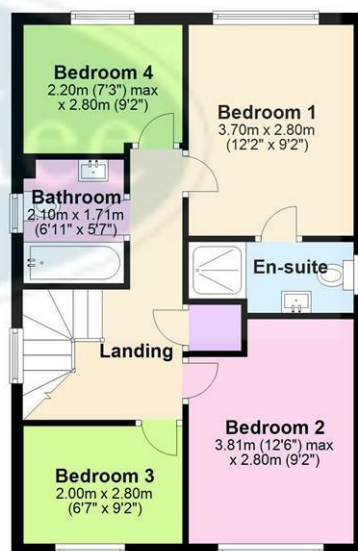 Bedroom 4
2.20m (7'3") max
x 2.80m (9'2")
Bedroom 1
3.70m x 2.80m
(12'2" x 9'2")
Bathroom
2.10m x 1.71m
(6'11" x 5'7")
En-suite
Landing
Bedroom 2
3.81m (12'6") max
x 2.80m (9'2")
Bedroom 3
2.00m x 2.80m
(6'7" x 9'2")